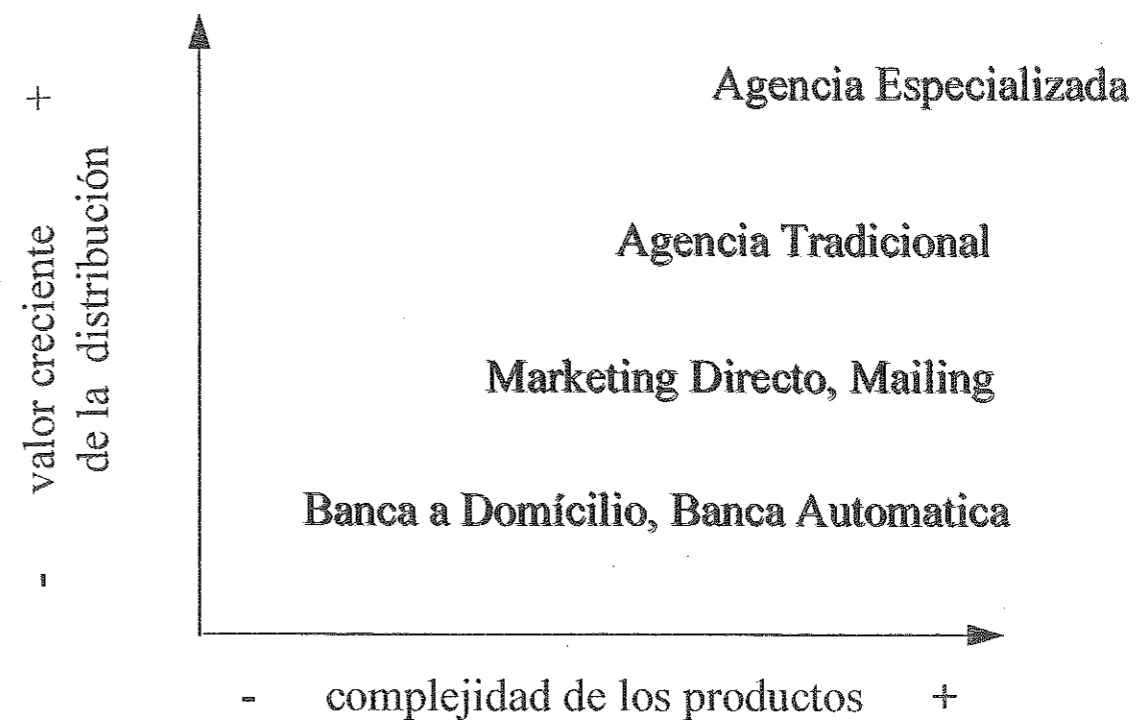 Agencia Especializada
+
valor creciente
de la distribución
-
Agencia Tradicional
Marketing Directo, Mailing
Banca a Domícilio, Banca Automatica
- complejidad de los productos +